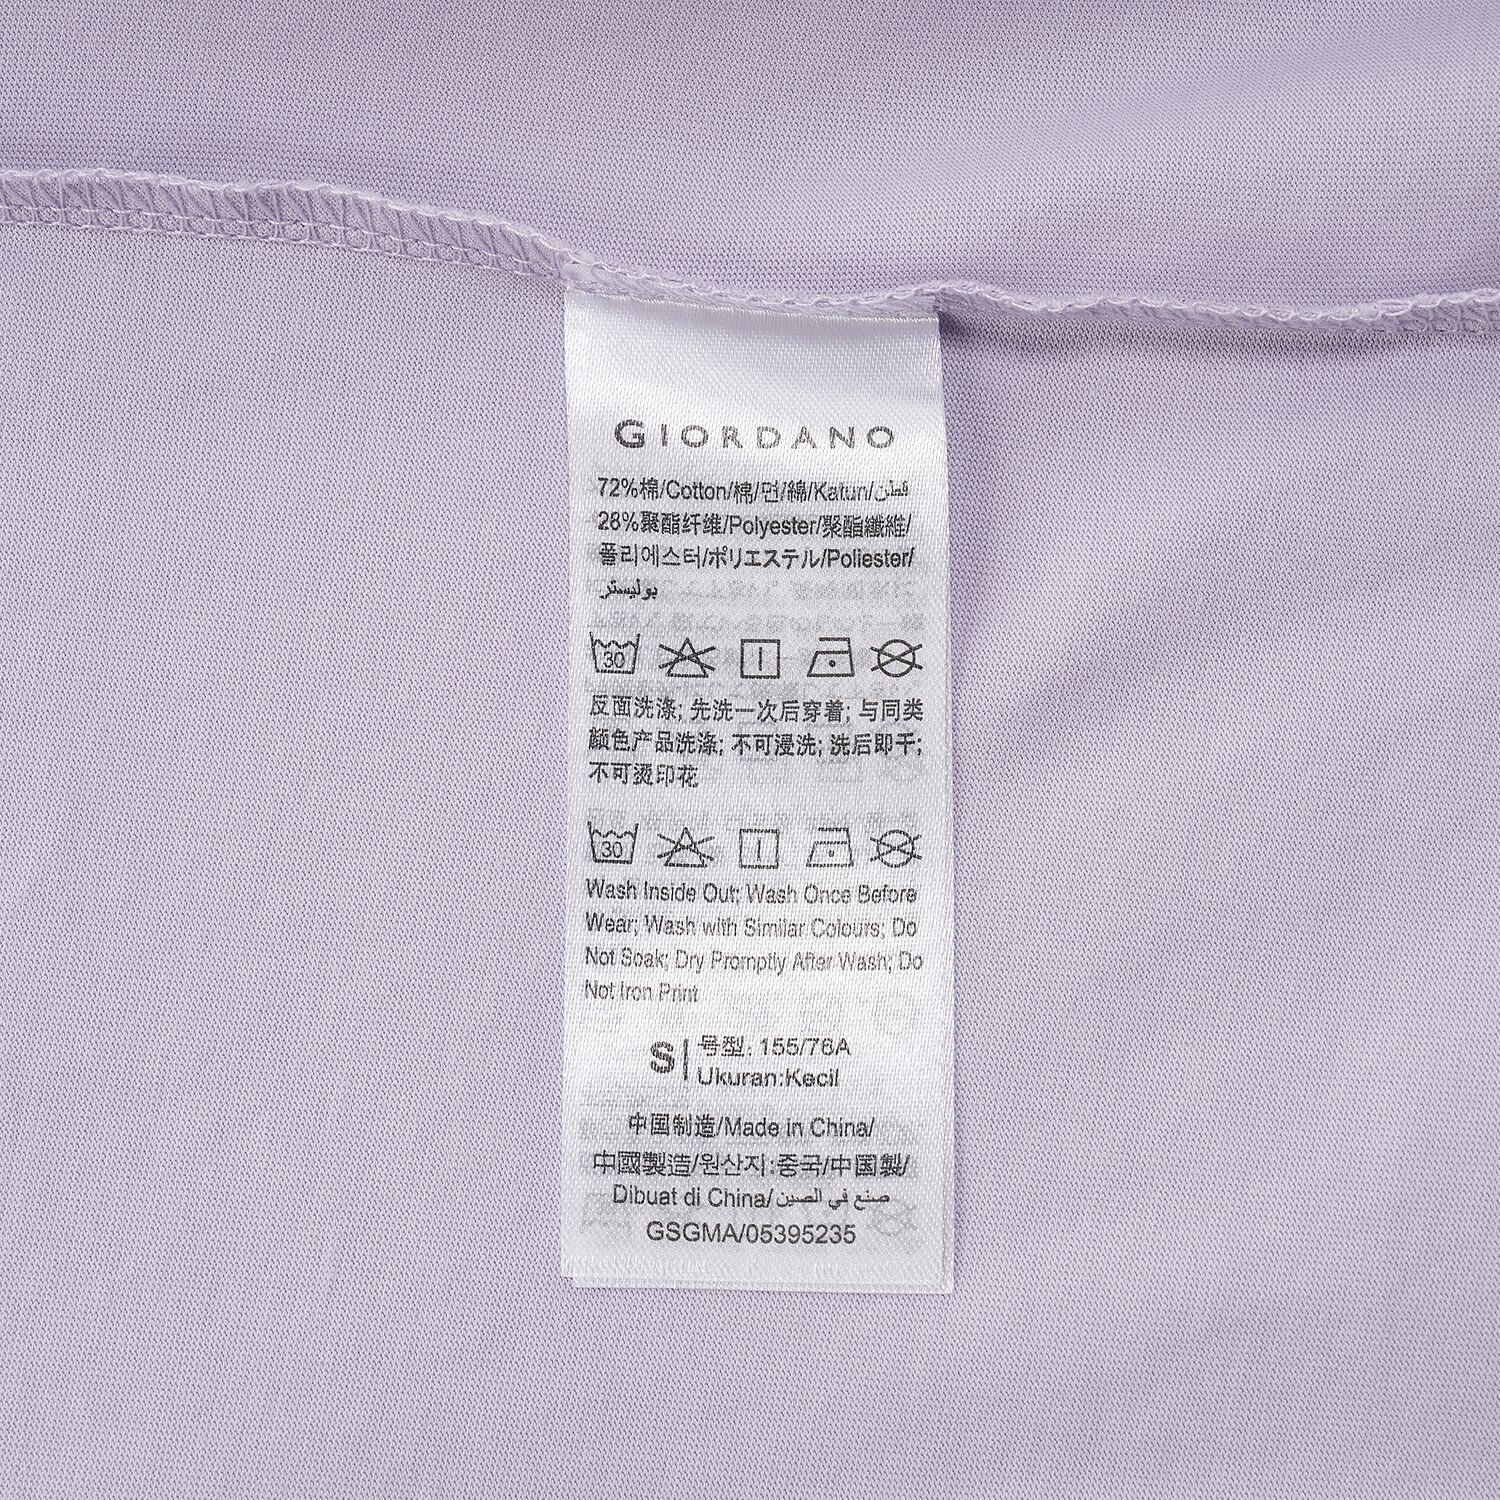 GIORDANO
72%棉/Cotton/棉/면/綿/Katun/قطن
28%聚酯纤维/Polyester/聚酯纖維/
폴리에스터/ポリエステル/Poliester/
بوليستر
30
反面洗涤; 先洗一次后穿着; 与同类
颜色产品洗涤; 不可浸洗; 洗后即干;
不可烫印花
30
Wash Inside Out; Wash Once Before
Wear; Wash with Similar Colours; Do
Not Soak; Dry Promptly After Wash; Do
Not Iron Print
S 号型: 155/76A
Ukuran:Kecil
中国制造/Made in China/
中國製造/원산지:중국/中国製/
Dibuat di China/صنع في الصين
GSGMA/05395235